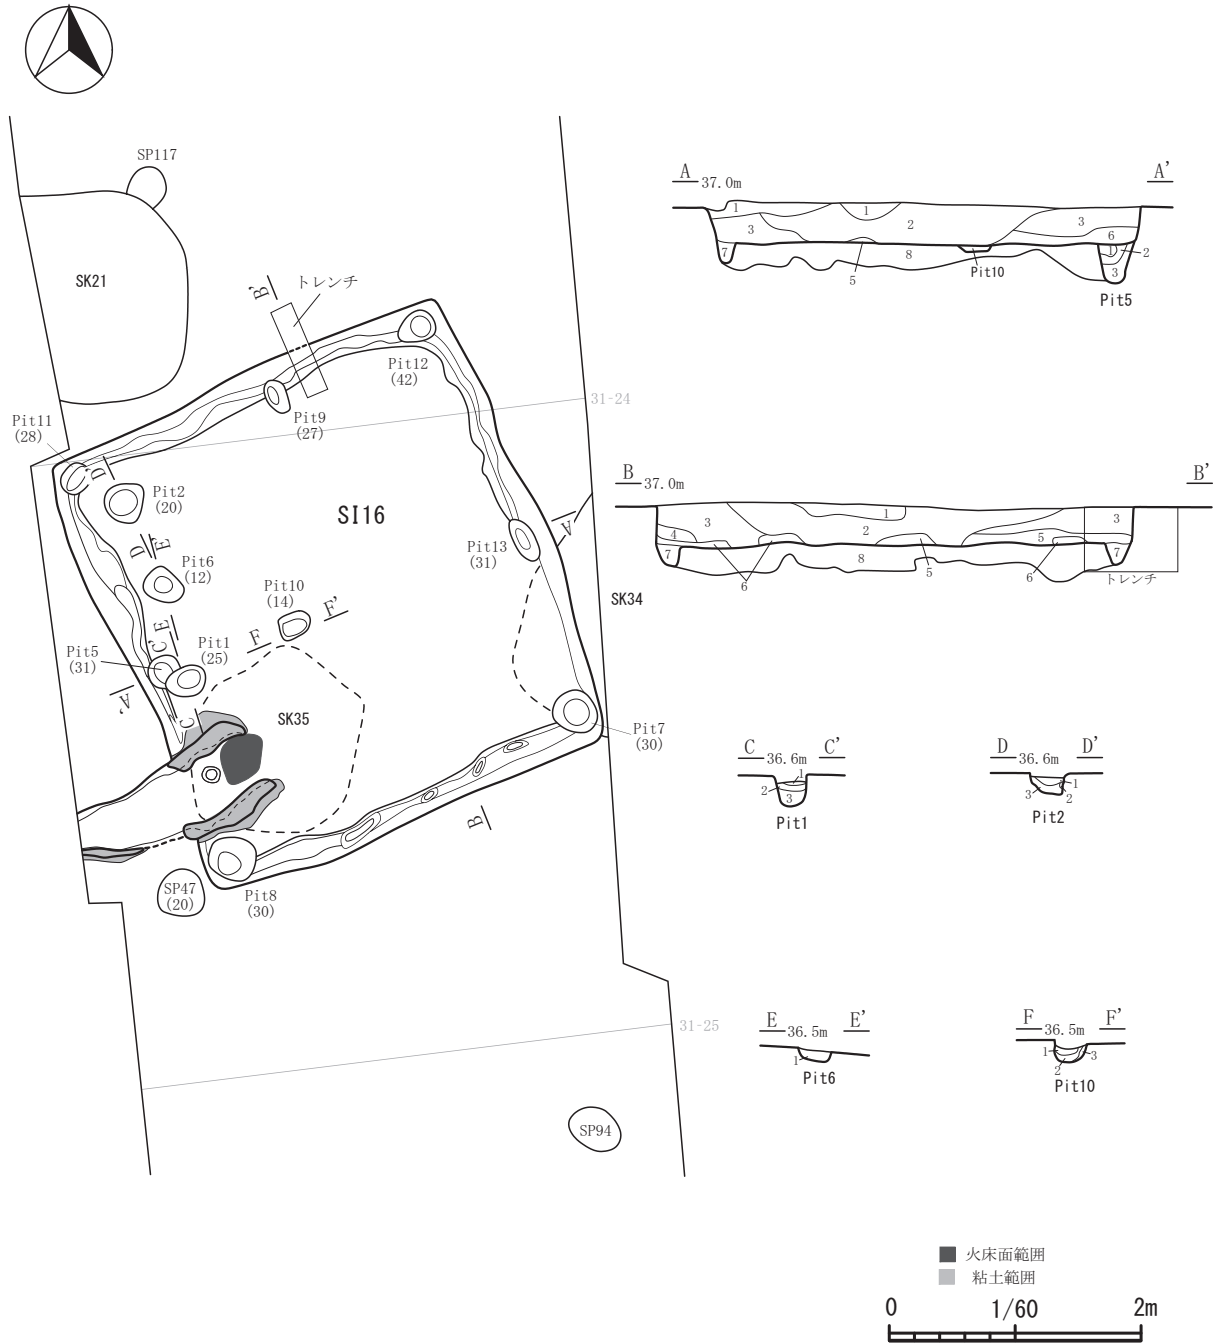 SP117
SK21
B'
トレンチ
Pit12
(42)
31-24
Pit9
(27)
Pit11
(28)
D'
Pit2
(20)
SI16
D
E'
Pit6
(12)
A
Pit13
(31)
SK34
Pit10
(14)
F'
F
E
C'
Pit1
(25)
Pit5
(31)
A'
C
SK35
Pit7
(30)
B
SP47
(20)
Pit8
(30)
31-25
SP94
A 37.0m A'
1 1 2 3 3 6
7 8 1 2
5 Pit10 3
Pit5
B 37.0m B'
3 1 2 3
4 5
7 8 5 6 7
6 トレンチ
C 36.6m C'
1
2 3
Pit1
D 36.6m D'
1
3 2
Pit2
E 36.5m E'
1
Pit6
F 36.5m F'
1 3
2
Pit10
火床面範囲
粘土範囲
0 1/60 2m